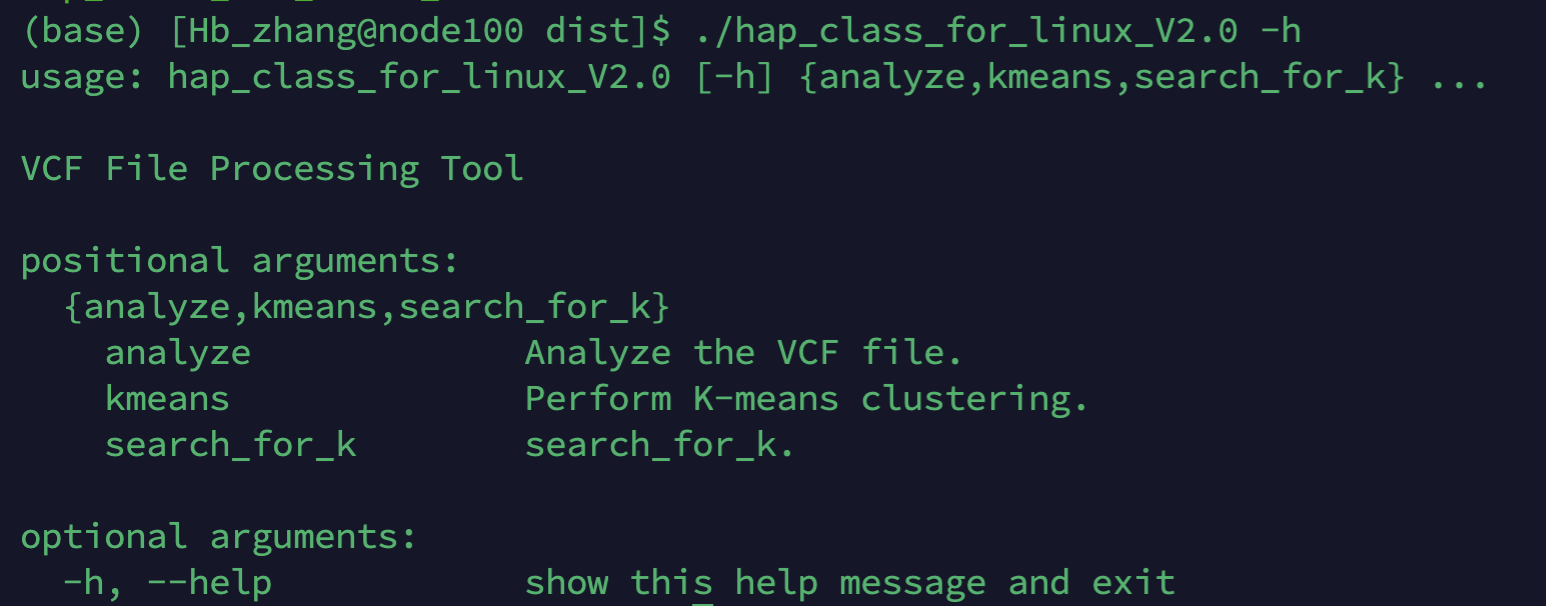 (base) [Hb_zhang@node100 dist]$ ./hap_class_for_linux_V2.0 -h
usage: hap_class_for_linux_V2.0 [-h] {analyze,kmeans,search_for_k} ...
VCF File Processing Tool
positional arguments:
  {analyze,kmeans,search_for_k}
    analyze             Analyze the VCF file.
    kmeans              Perform K-means clustering.
    search_for_k        search_for_k.
optional arguments:
  -h, --help            show this help message and exit